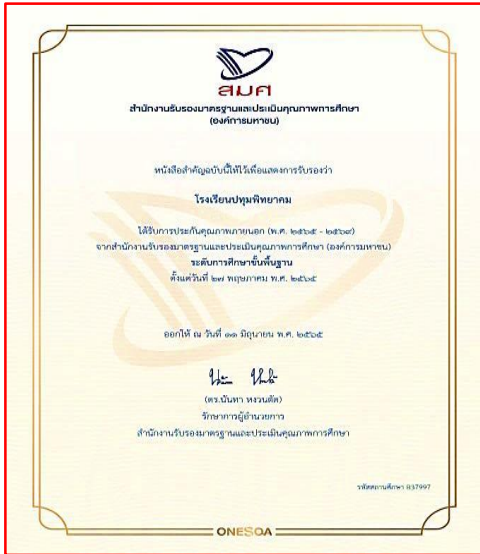 สมศ
สำนักงานรับรองมาตรฐานและประเมินคุณภาพการศึกษา
(องค์การมหาชน)
หนังสือสำคัญฉบับนี้ให้ไว้เพื่อแสดงการรับรองว่า
โรงเรียนปทุมพิทยาคม
ได้รับการประกันคุณภาพภายนอก (พ.ศ. ๒๕๖๕ - ๒๕๖๙)
จากสำนักงานรับรองมาตรฐานและประเมินคุณภาพการศึกษา (องค์การมหาชน)
ระดับการศึกษาขั้นพื้นฐาน
ตั้งแต่วันที่ ๒๗ พฤษภาคม พ.ศ. ๒๕๖๕
ออกให้ ณ วันที่ ๑๑ มิถุนายน พ.ศ. ๒๕๖๕
(ดร.นันทา หงวนตัด)
รักษาการผู้อำนวยการ
สำนักงานรับรองมาตรฐานและประเมินคุณภาพการศึกษา
รหัสสถานศึกษา 837997
ONESQA